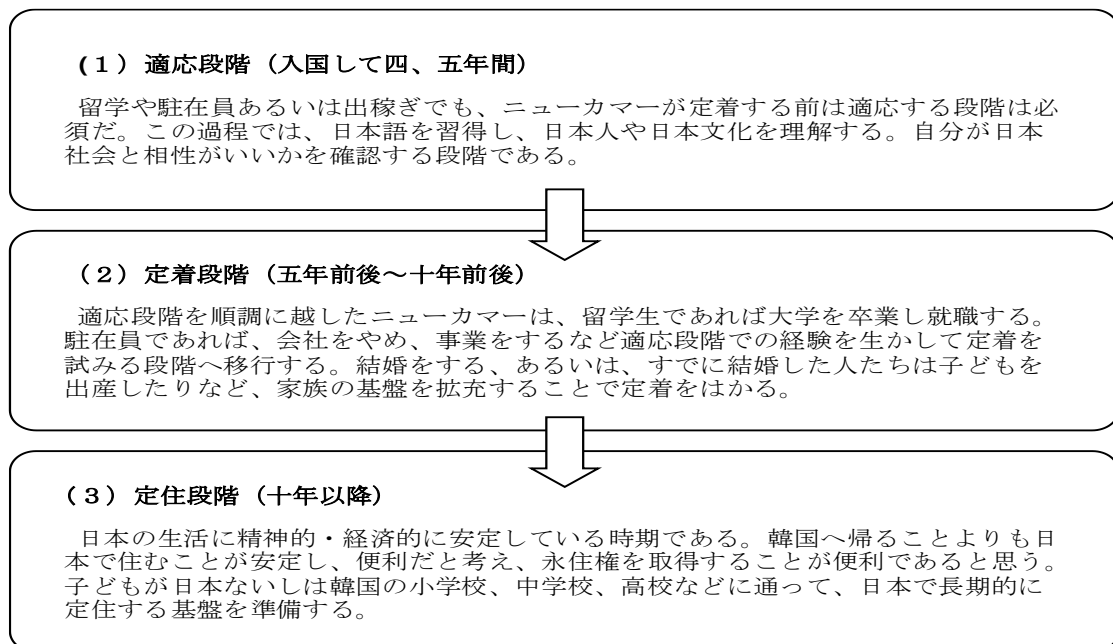 (１) 適応段階（入国して四、五年間）
留学や駐在員あるいは出稼ぎでも、ニューカマーが定着する前は適応する段階は必
須だ。この過程では、日本語を習得し、日本人や日本文化を理解する。自分が日本
社会と相性がいいかを確認する段階である。
（２）定着段階（五年前後～十年前後）
適応段階を順調に越したニューカマーは、留学生であれば大学を卒業し就職する。
駐在員であれば、会社をやめ、事業をするなど適応段階での経験を生かして定着を
試みる段階へ移行する。結婚をする、あるいは、すでに結婚した人たちは子どもを
出産したりなど、家族の基盤を拡充することで定着をはかる。
（３）定住段階（十年以降）
日本の生活に精神的・経済的に安定している時期である。韓国へ帰ることよりも日
本で住むことが安定し、便利だと考え、永住権を取得することが便利であると思う。
子どもが日本ないしは韓国の小学校、中学校、高校などに通って、日本で長期的に
定住する基盤を準備する。